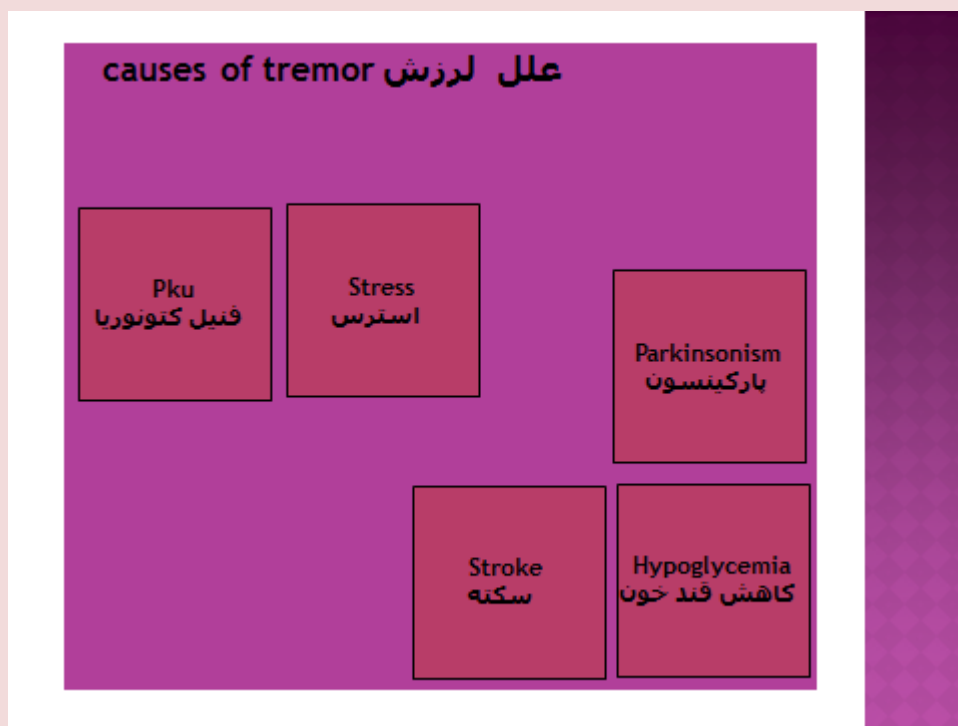 causes of tremor علل لرزش
Pku
فنیل کتونوریا
Stress
استرس
Parkinsonism
پارکینسون
Stroke
سکته
Hypoglycemia
کاهش قند خون